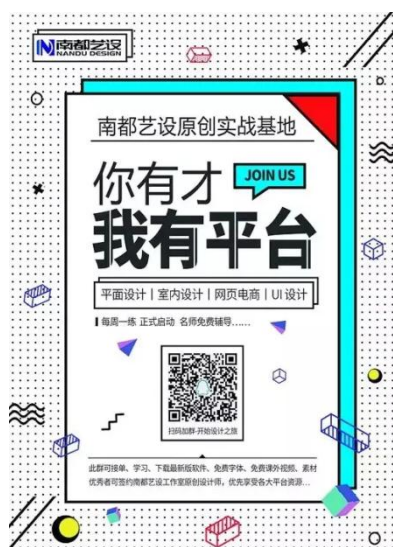 南都艺设
NANDU DESIGN
南都艺设原创实战基地
你有才
JOIN US
我有平台
平面设计丨室内设计丨网页电商丨UI 设计
每周一练 正式启动 名师免费辅导……
扫码加群·开始设计之旅
此群可接单、学习、下载最新版软件、免费字体、免费课外视频、素材
优秀者可签约南都艺设工作室原创设计师，优先享受各大平台资源…